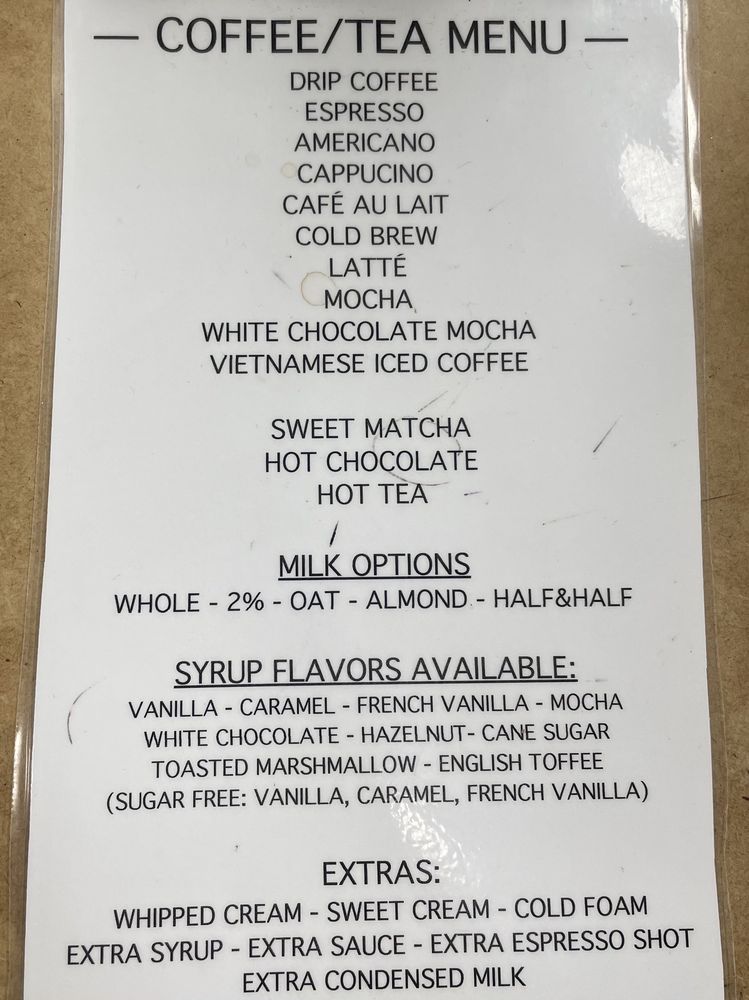 — COFFEE/TEA MENU —
DRIP COFFEE
ESPRESSO
AMERICANO
CAPPUCINO
CAFÉ AU LAIT
COLD BREW
LATTÉ
MOCHA
WHITE CHOCOLATE MOCHA
VIETNAMESE ICED COFFEE
SWEET MATCHA
HOT CHOCOLATE
HOT TEA
MILK OPTIONS
WHOLE - 2% - OAT - ALMOND - HALF&HALF
SYRUP FLAVORS AVAILABLE:
VANILLA - CARAMEL - FRENCH VANILLA - MOCHA
WHITE CHOCOLATE - HAZELNUT- CANE SUGAR
TOASTED MARSHMALLOW - ENGLISH TOFFEE
(SUGAR FREE: VANILLA, CARAMEL, FRENCH VANILLA)
EXTRAS:
WHIPPED CREAM - SWEET CREAM - COLD FOAM
EXTRA SYRUP - EXTRA SAUCE - EXTRA ESPRESSO SHOT
EXTRA CONDENSED MILK